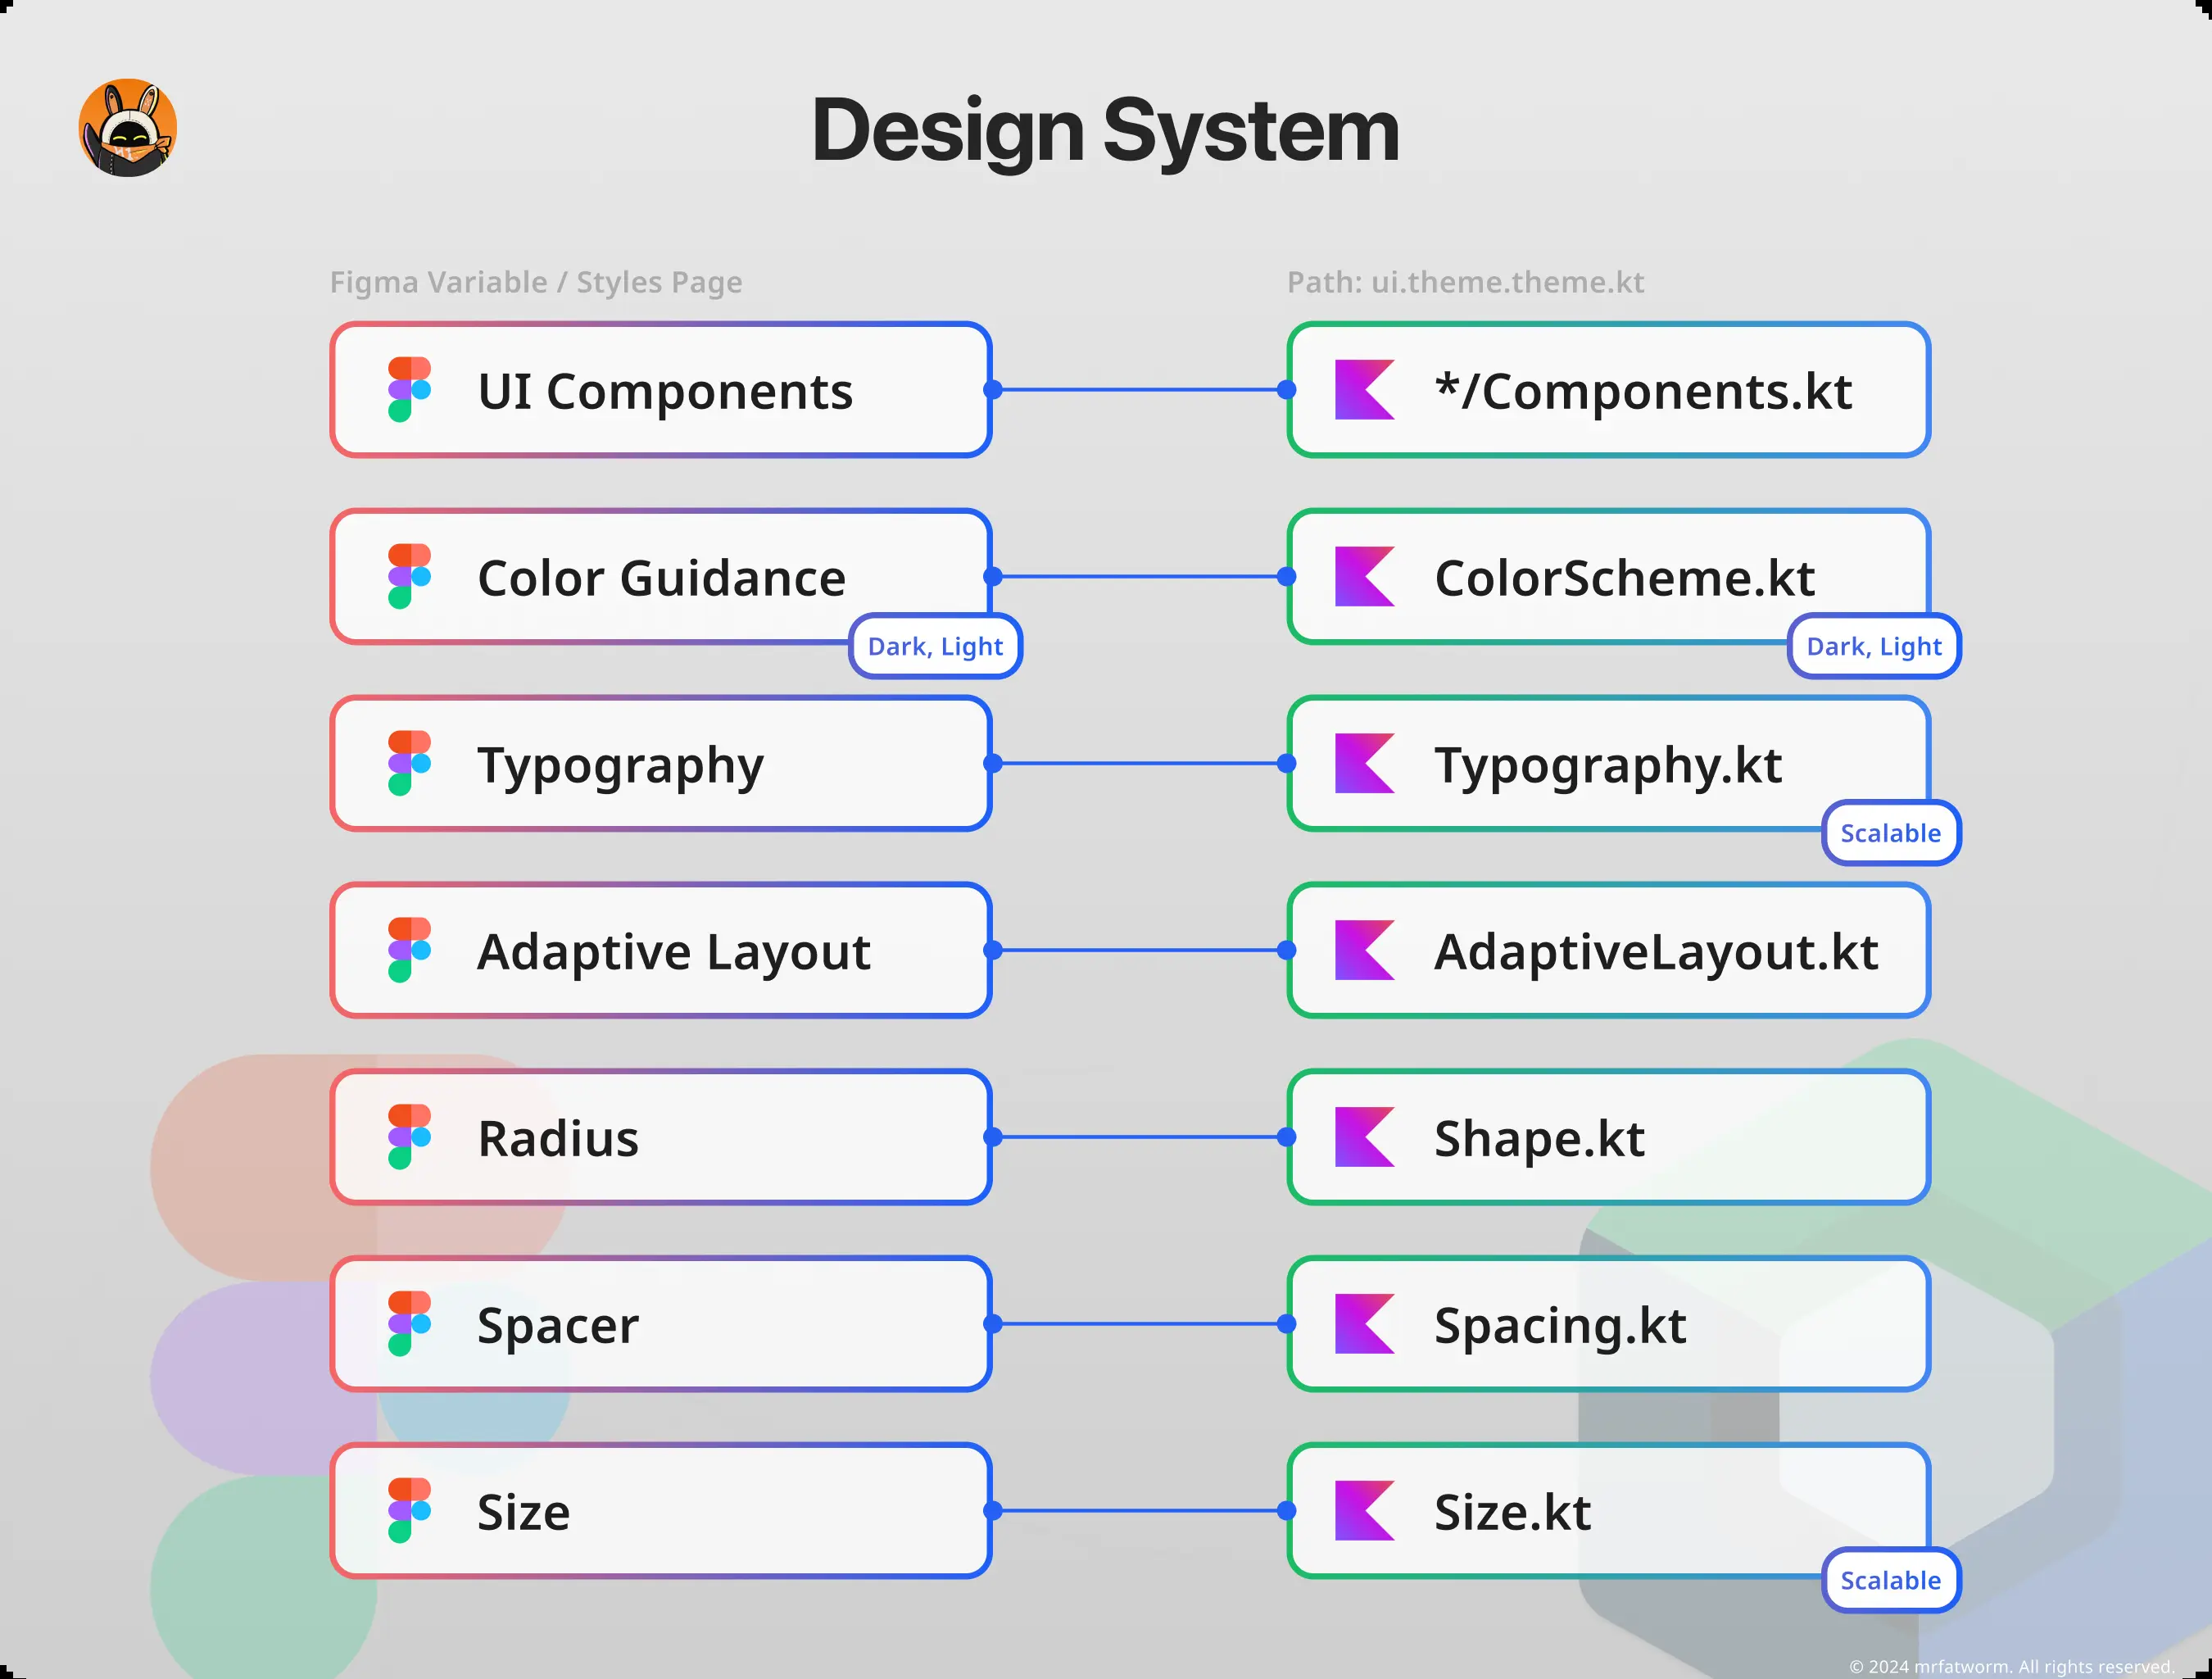 Design System
Figma Variable / Styles Page
Path: ui.theme.theme.kt
UI Components
*/Components.kt
Color Guidance
Dark, Light
ColorScheme.kt
Dark, Light
Typography
Typography.kt
Scalable
Adaptive Layout
AdaptiveLayout.kt
Radius
Shape.kt
Spacer
Spacing.kt
Size
Size.kt
Scalable
© 2024 mrfatworm. All rights reserved.